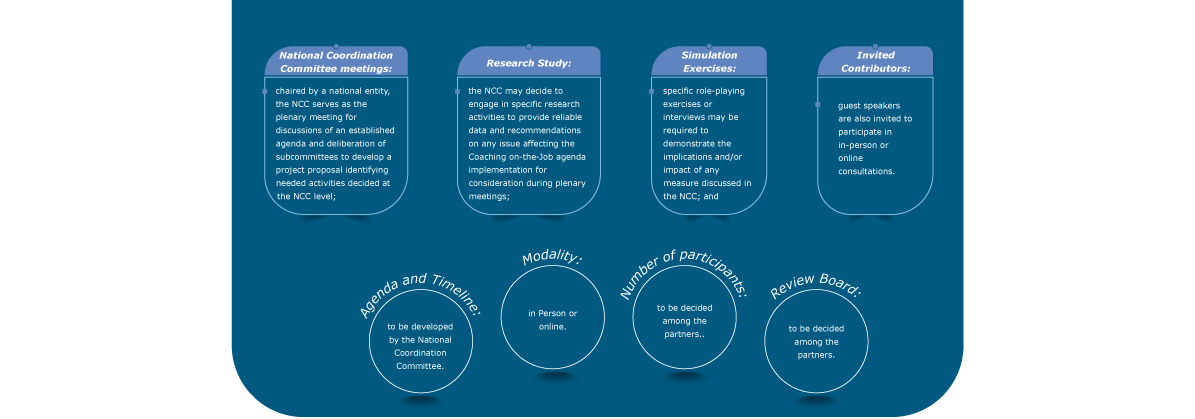 National Coordination
Committee meetings:
chaired by a national entity,
the NCC serves as the
plenary meeting for
discussions of an established
agenda and deliberation of
subcommittees to develop a
project proposal identifying
needed activities decided at
the NCC level;
Research Study:
the NCC may decide to
engage in specific research
activities to provide reliable
data and recommendations
on any issue affecting the
Coaching on-the-Job agenda
implementation for
consideration during plenary
meetings;
Simulation
Exercises:
specific role-playing
exercises or
interviews may be
required to
demonstrate the
implications and/or
impact of any
measure discussed in
the NCC; and
Invited
Contributors:
guest speakers
are also invited to
participate in
in-person or
online
consultations.
Agenda and Timeline:
to be developed
by the National
Coordination
Committee.
Modality:
in Person or
online.
Number of participants:
to be decided
among the
partners..
Review Board:
to be decided
among the
partners.